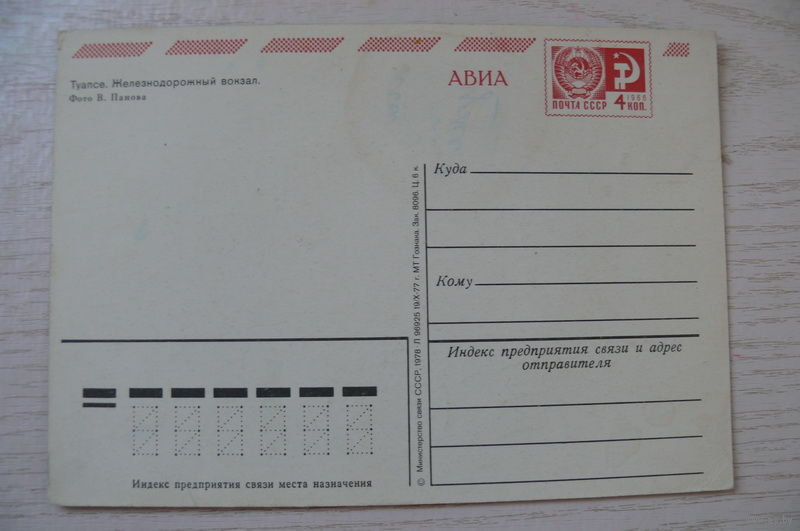 Туапсе. Железнодорожный вокзал.
Фото В. Панова
АВИА
ПОЧТА СССР
1966
4 КОП.
Куда
Кому
Индекс предприятия связи и адрес
отправителя
© Министерство связи СССР, 1978 · Л 96925 19/X-77 г. МТ Гознака. Зак. 8096. Ц. 6 к.
Индекс предприятия связи места назначения